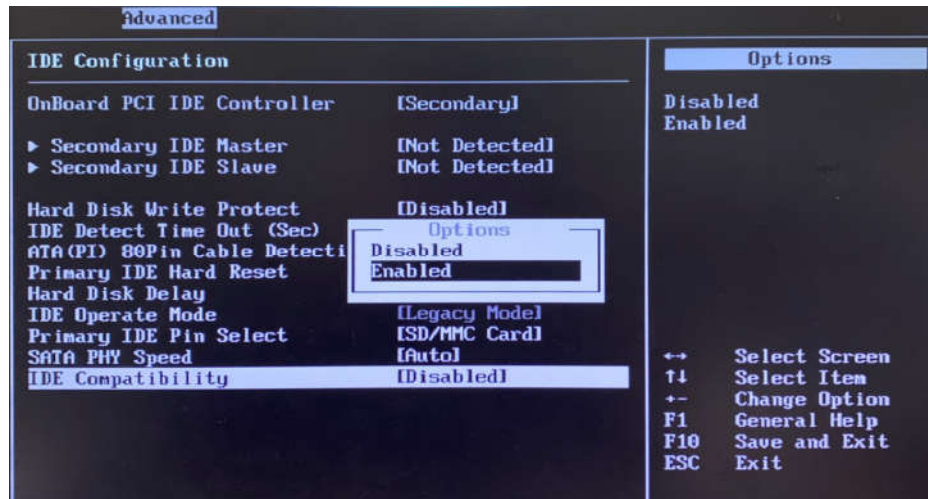 Advanced
IDE Configuration
OnBoard PCI IDE Controller [Secondary]
▶ Secondary IDE Master [Not Detected]
▶ Secondary IDE Slave [Not Detected]
Hard Disk Write Protect [Disabled]
IDE Detect Time Out (Sec)
ATA(PI) 80Pin Cable Detecti
Primary IDE Hard Reset
Hard Disk Delay
IDE Operate Mode [Legacy Mode]
Primary IDE Pin Select [SD/MMC Card]
SATA PHY Speed [Auto]
IDE Compatibility [Disabled]
Options
Disabled
Enabled
Options
Disabled
Enabled
↔ Select Screen
↑↓ Select Item
+- Change Option
F1 General Help
F10 Save and Exit
ESC Exit